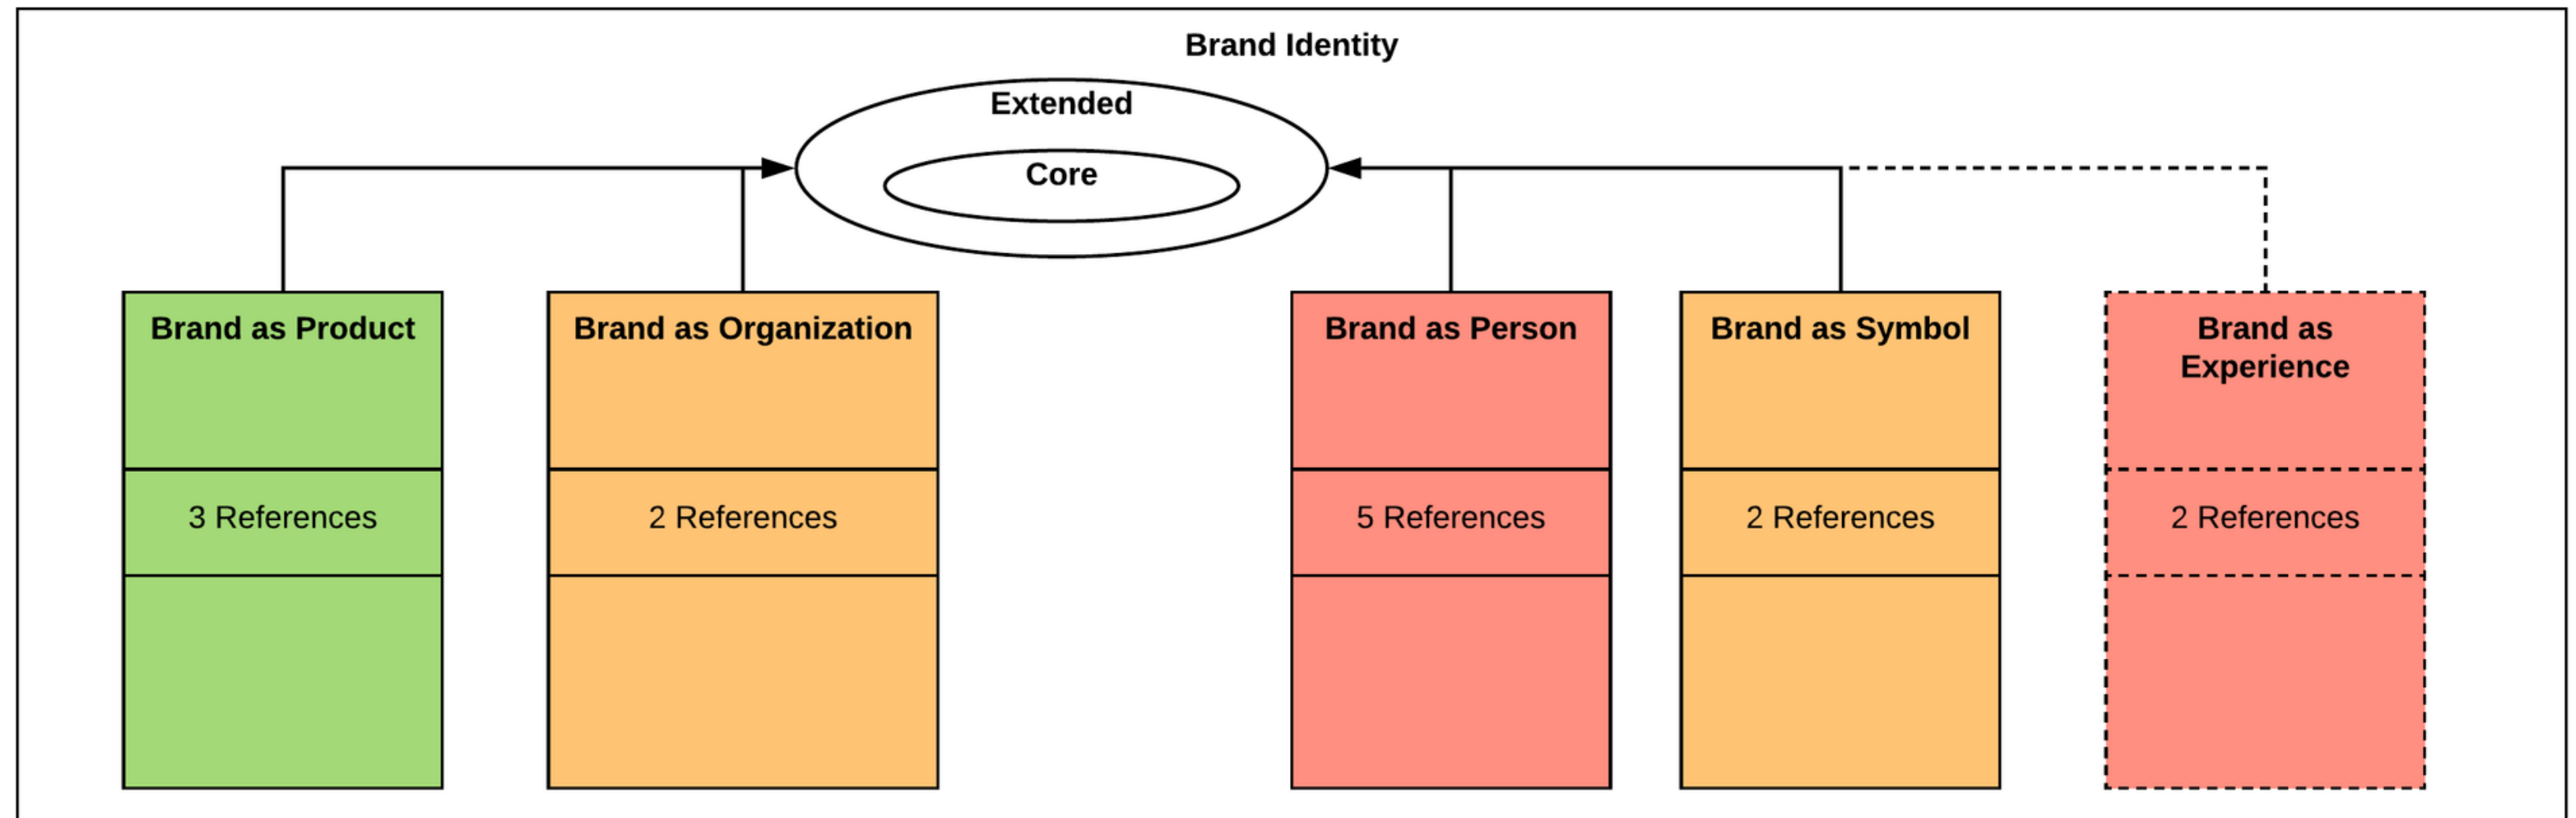 Brand Identity
Extended
Core
Brand as Product
3 References
Brand as Organization
2 References
Brand as Person
5 References
Brand as Symbol
2 References
Brand as
Experience
2 References